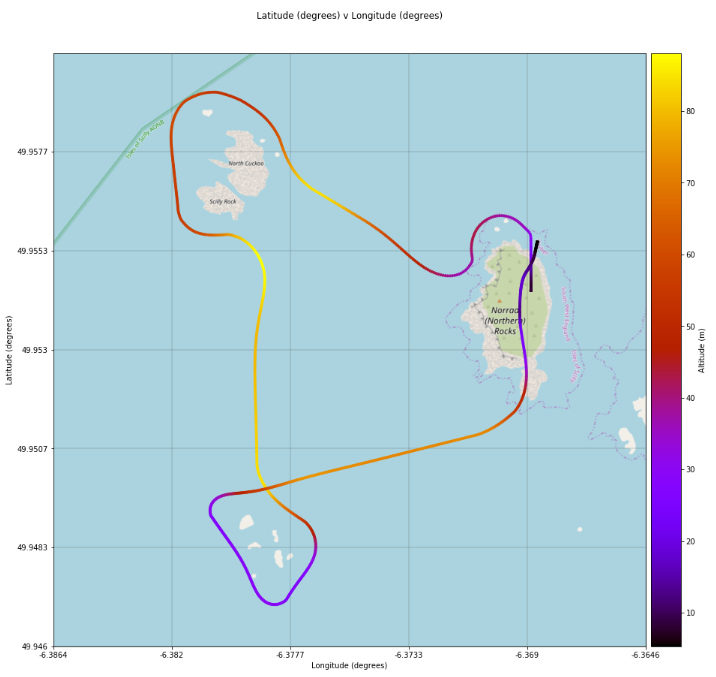 Latitude (degrees) v Longitude (degrees)
Isles of Scilly AONB
North Cuckoo
Scilly Rock
Norrad
(Northern)
Rocks
49.9577
49.9553
49.953
49.9507
49.9483
49.946
Latitude (degrees)
-6.3864
-6.382
-6.3777
-6.3733
-6.369
-6.3646
Longitude (degrees)
80
70
60
50
40
30
20
10
Altitude (m)